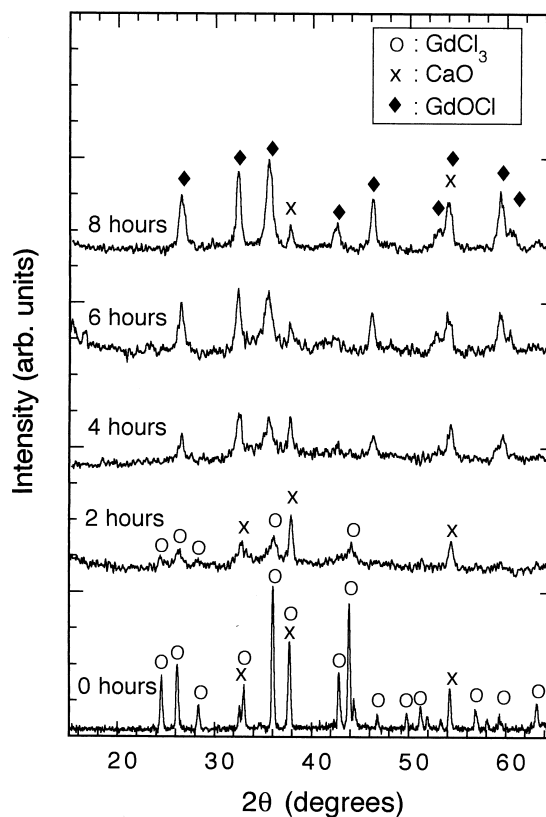 O : GdCl3
x : CaO
♦ : GdOCl
8 hours
6 hours
4 hours
2 hours
0 hours
Intensity (arb. units)
20 30 40 50 60
2θ (degrees)